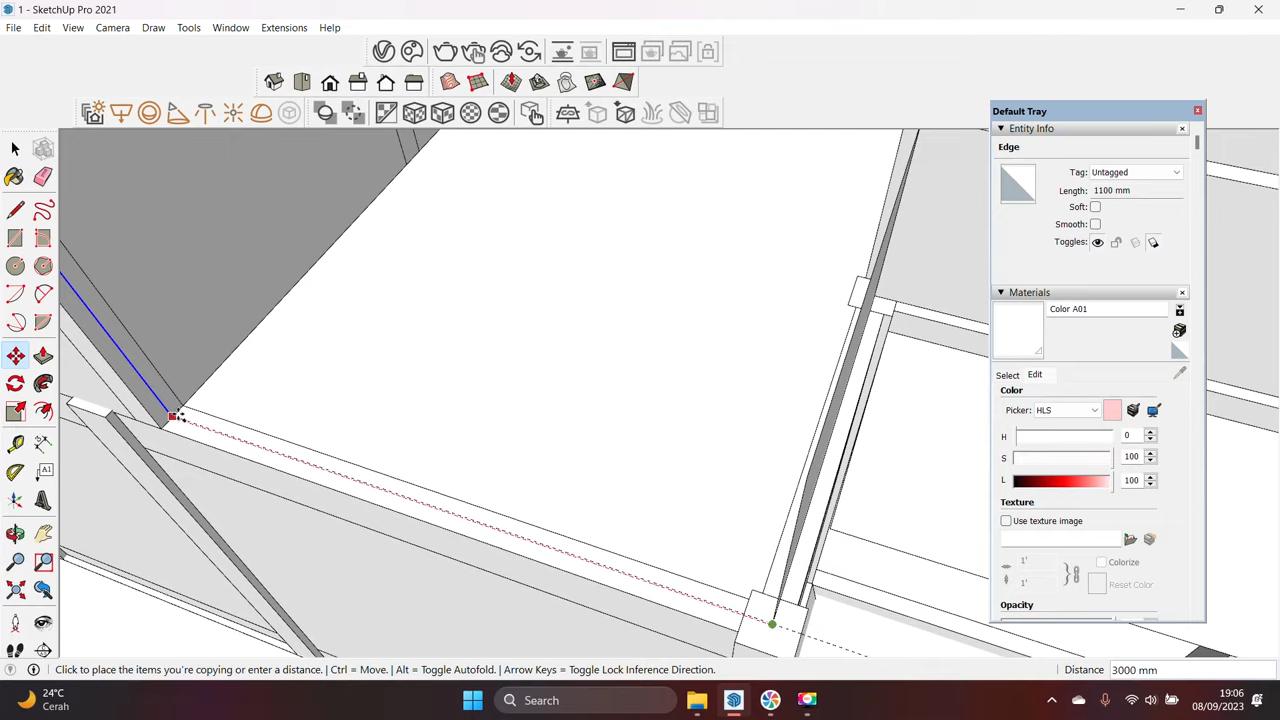 1 - SketchUp Pro 2021
File Edit View Camera Draw Tools Window Extensions Help
Default Tray
Entity Info
Edge
Tag: Untagged
Length: 1100 mm
Soft:
Smooth:
Toggles:
Materials
Color A01
Select Edit
Color
Picker: HLS
H 0
S 100
L 100
Texture
Use texture image
1'
Colorize
1'
Reset Color
Opacity
A1
Click to place the items you're copying or enter a distance. | Ctrl = Move. | Alt = Toggle Autofold. | Arrow Keys = Toggle Lock Inference Direction.
Distance 3000 mm
24°C
Cerah
Search
19:06
08/09/2023